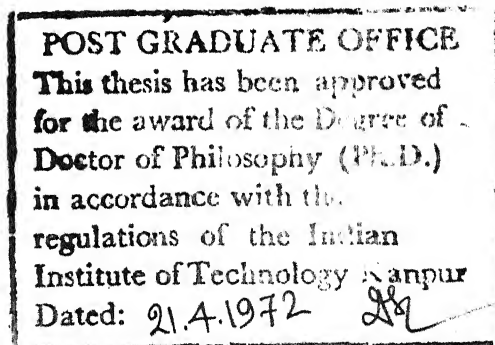 POST GRADUATE OFFICE
This thesis has been approved
for the award of the Degree of
Doctor of Philosophy (Ph.D.)
in accordance with the
regulations of the Indian
Institute of Technology Kanpur
Dated: 21.4.1972